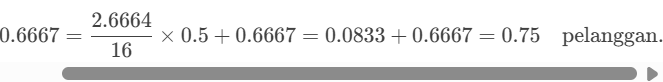 0.6667 = 2.6664/16 × 0.5 + 0.6667 = 0.0833 + 0.6667 = 0.75 pelanggan.